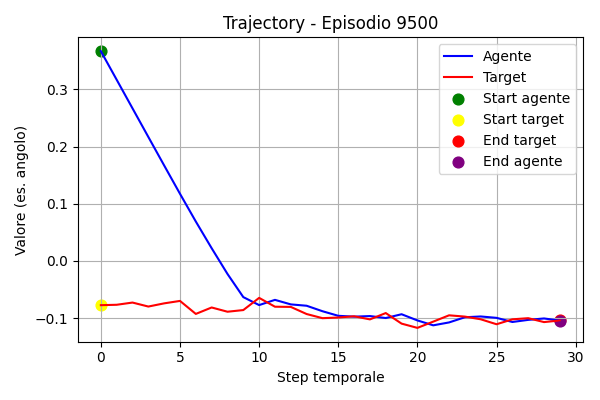 Trajectory - Episodio 9500
Valore (es. angolo)
0.3
0.2
0.1
0.0
−0.1
0
5
10
15
20
25
30
Step temporale
Agente
Target
Start agente
Start target
End target
End agente